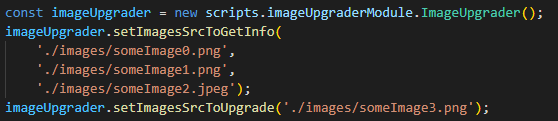 const imageUpgrader = new scripts.imageUpgraderModule.ImageUpgrader();
imageUpgrader.setImagesSrcToGetInfo(
    './images/someImage0.png',
    './images/someImage1.png',
    './images/someImage2.jpeg');
imageUpgrader.setImagesSrcToUpgrade('./images/someImage3.png');